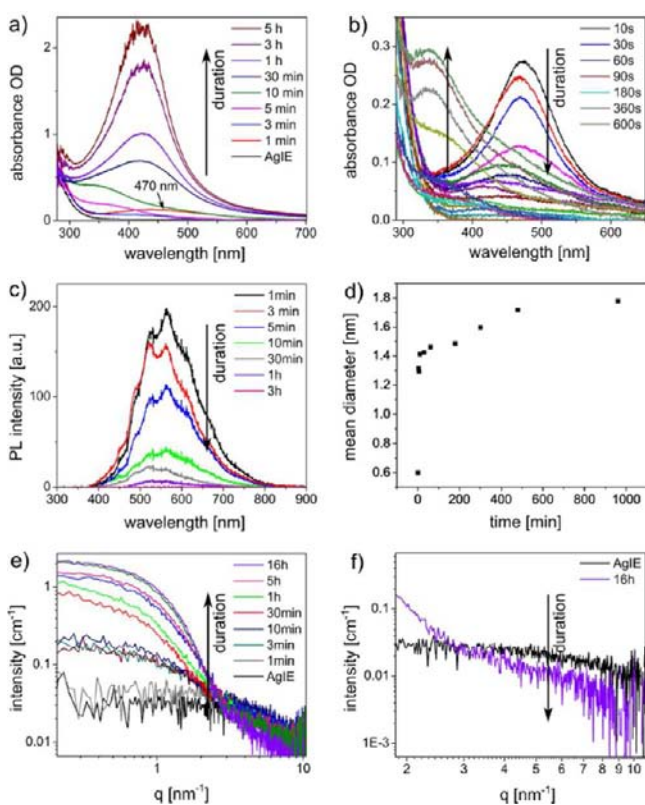 a)
absorbance OD
2
1
0
300 400 500 600 700
wavelength [nm]
5 h
3 h
1 h
30 min
10 min
5 min
3 min
1 min
AgIE
duration
470 nm
b)
absorbance OD
0.3
0.2
0.1
0.0
300 400 500 600
wavelength [nm]
10s
30s
60s
90s
180s
360s
600s
duration
c)
PL intensity [a.u.]
200
100
0
300 400 500 600 700 800 900
wavelength [nm]
1min
3 min
5min
10min
30min
1h
3h
duration
d)
mean diameter [nm]
1.8
1.6
1.4
1.2
1.0
0.8
0.6
0 200 400 600 800 1000
time [min]
e)
intensity [cm-1]
1
0.1
0.01
1 10
q [nm-1]
16h
5h
1h
30min
10min
3min
1min
AgIE
duration
f)
intensity [cm-1]
0.1
0.01
1E-3
2 3 4 5 6 7 8 9 10
q [nm-1]
AgIE
16h
duration